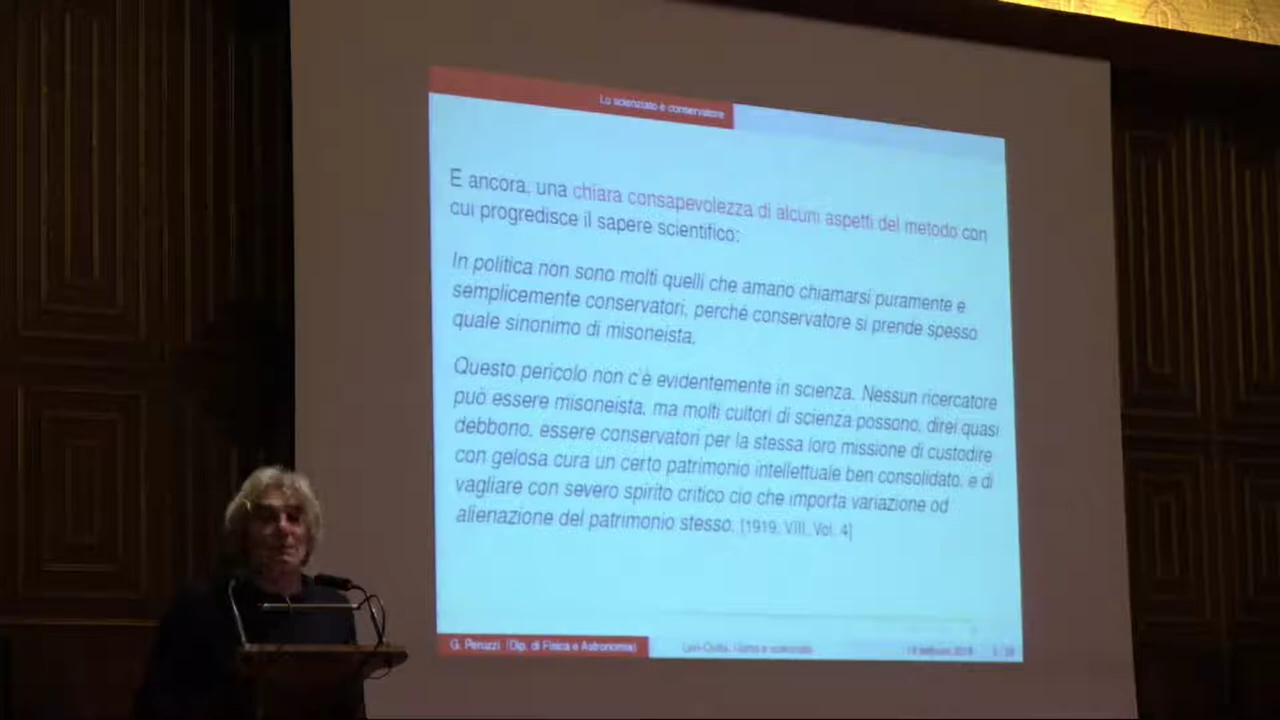 Lo scienziato è conservatore
E ancora, una chiara consapevolezza di alcuni aspetti del metodo con
cui progredisce il sapere scientifico:
In politica non sono molti quelli che amano chiamarsi puramente e
semplicemente conservatori, perché conservatore si prende spesso
quale sinonimo di misoneista.
Questo pericolo non c'è evidentemente in scienza. Nessun ricercatore
può essere misoneista, ma molti cultori di scienza possono, direi quasi
debbono, essere conservatori per la stessa loro missione di custodire
con gelosa cura un certo patrimonio intellettuale ben consolidato, e di
vagliare con severo spirito critico ciò che importa variazione od
alienazione del patrimonio stesso. [1919, VIII, Vol. 4]
G. Peruzzi (Dip. di Fisica e Astronomia)
Levi-Civita,